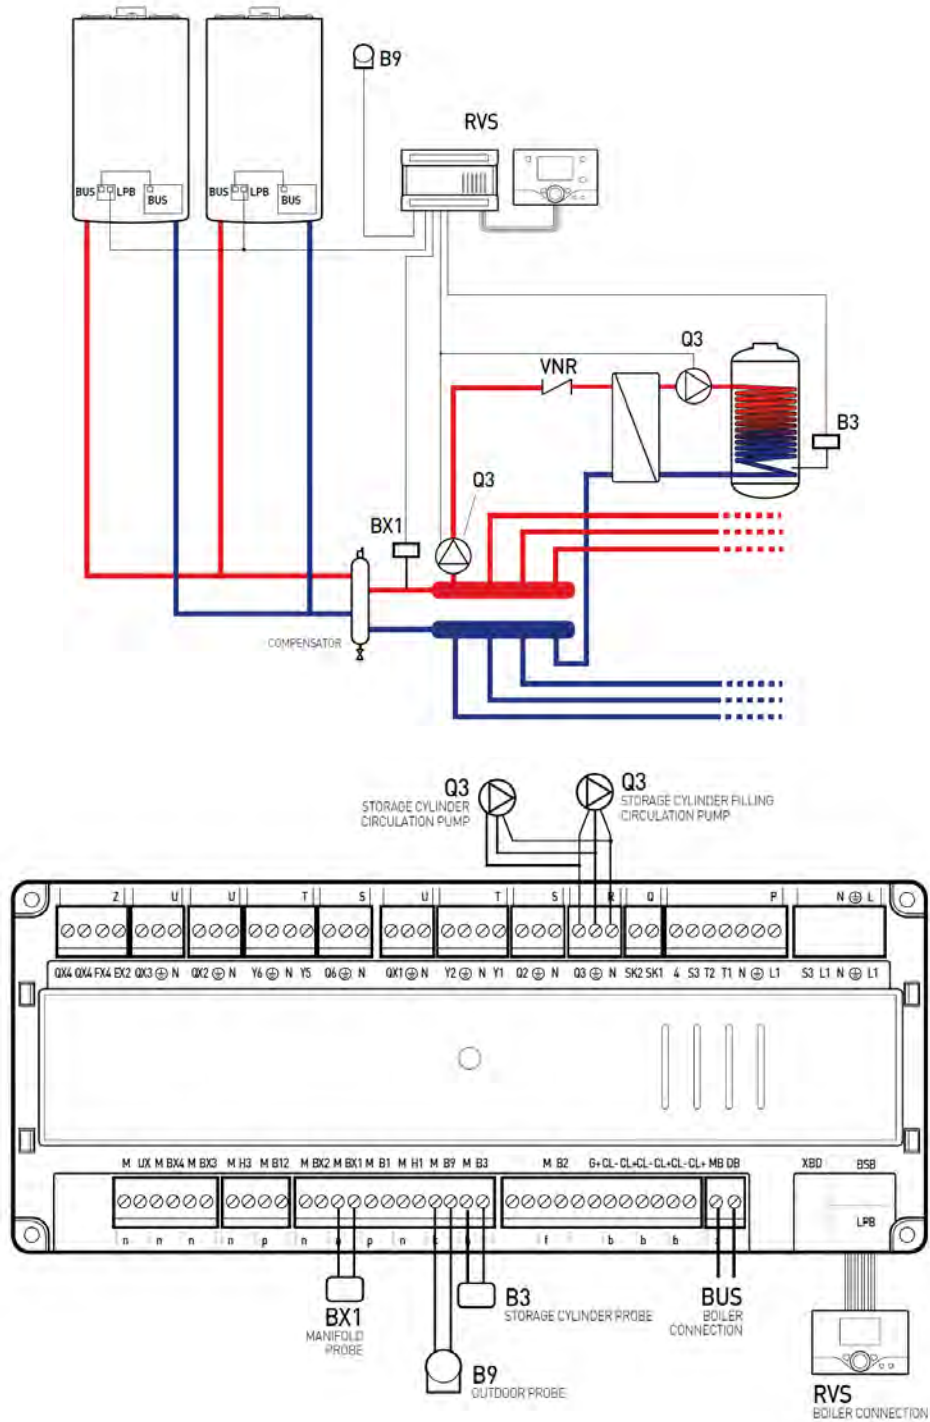 B9
RVS
BUS LPB BUS
BUS LPB BUS
Q3
VNR
B3
Q3
BX1
COMPENSATOR
Q3
STORAGE CYLINDER
CIRCULATION PUMP
Q3
STORAGE CYLINDER FILLING
CIRCULATION PUMP
Z U U T S U T S R Q P N L
QX4 QX4 FX4 EX2 QX3 N QX2 N Y6 N Y5 Q6 N QX1 N Y2 N Y1 Q2 N Q3 N SK2 SK1 4 S3 T2 T1 N L1 S3 L1 N L1
M UX M BX4 M BX3 M H3 M B12 M BX2 M BX1 M B1 M H1 M B9 M B3 M B2 G+ CL- CL+ CL- CL+ CL- CL+ MB DB XBD BSB
LPB
n n n n p n p n f b b b
BX1
MANIFOLD
PROBE
B9
OUTDOOR PROBE
B3
STORAGE CYLINDER PROBE
BUS
BOILER
CONNECTION
RVS
BOILER CONNECTION